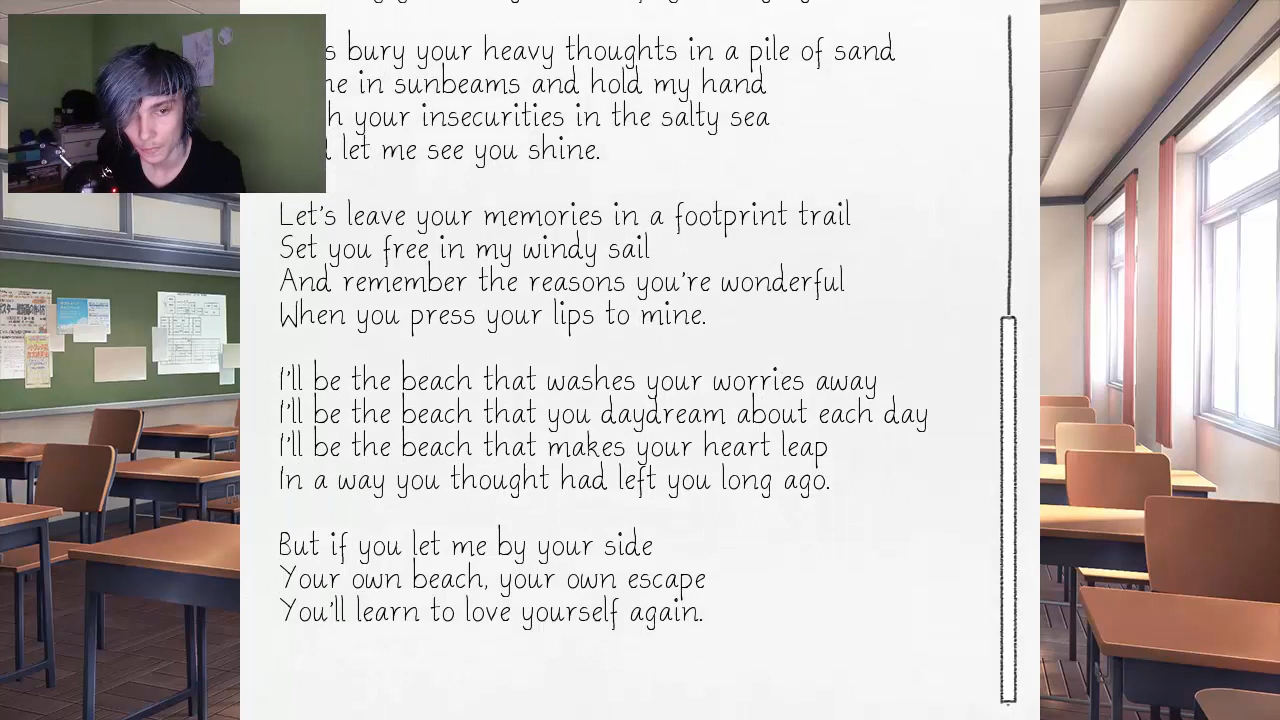 s bury your heavy thoughts in a pile of sand
in sunbeams and hold my hand
your insecurities in the salty sea
let me see you shine.
Let's leave your memories in a footprint trail
Set you free in my windy sail
And remember the reasons you're wonderful
When you press your lips to mine.
I'll be the beach that washes your worries away
I'll be the beach that you daydream about each day
I'll be the beach that makes your heart leap
In a way you thought had left you long ago.
But if you let me by your side
Your own beach, your own escape
You'll learn to love yourself again.